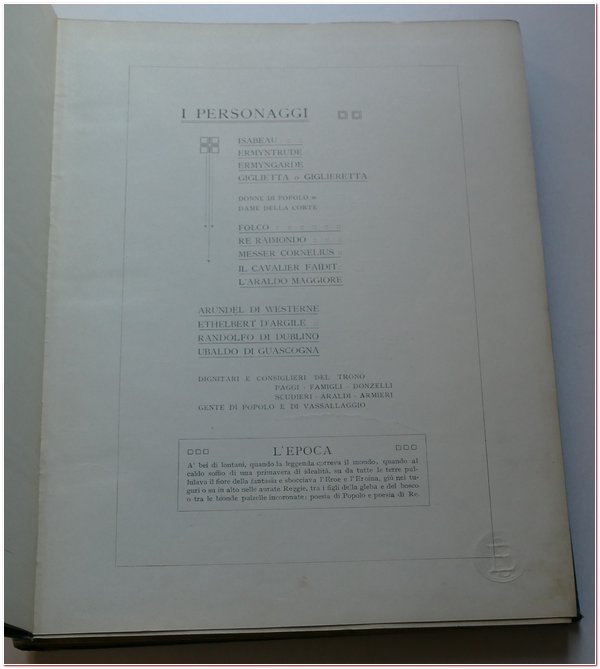 I PERSONAGGI
ISABEAU
ERMYNTRUDE
ERMYNGARDE
GIGLIETTA o GIGLIERETTA
DONNE DI POPOLO e
DAME DELLA CORTE
FOLCO
RE RAIMONDO
MESSER CORNELIUS
IL CAVALIER FAIDIT
L'ARALDO MAGGIORE
ARUNDEL DI WESTERNE
ETHELBERT D'ARGILE
RANDOLFO DI DUBLINO
UBALDO DI GUASCOGNA
DIGNITARI E CONSIGLIERI DEL TRONO
PAGGI - FAMIGLI - DONZELLI
SCUDIERI - ARALDI - ARMIERI
GENTE DI POPOLO E DI VASSALLAGGIO
L'EPOCA
A' bei dì lontani, quando la leggenda correva il mondo, quando al
caldo soffio di una primavera di idealità, su da tutte le terre pul-
lulava il fiore della fantasia e sbocciava l'Eroe e l'Eroina, giù nei tu-
guri o su in alto nelle aurate Reggie, tra i figli della gleba e del bosco
o tra le bionde pulzelle incoronate: poesia di Popolo e poesia di Re.